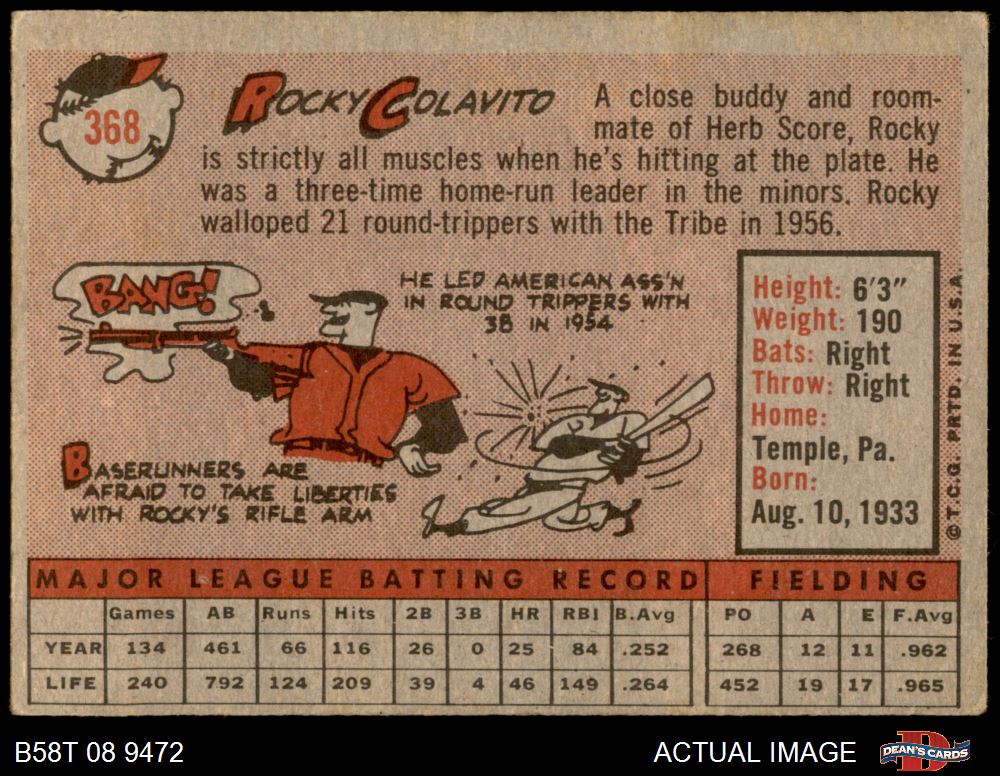 368
ROCKY COLAVITO
A close buddy and room-
mate of Herb Score, Rocky
is strictly all muscles when he's hitting at the plate. He
was a three-time home-run leader in the minors. Rocky
walloped 21 round-trippers with the Tribe in 1956.
BANG!
HE LED AMERICAN ASS'N
IN ROUND TRIPPERS WITH
38 IN 1954
BASERUNNERS ARE
AFRAID TO TAKE LIBERTIES
WITH ROCKY'S RIFLE ARM
Height: 6'3"
Weight: 190
Bats: Right
Throw: Right
Home:
Temple, Pa.
Born:
Aug. 10, 1933
© T.C.G. PRTD. IN U.S.A.
MAJOR LEAGUE BATTING RECORD FIELDING
Games AB Runs Hits 2B 3B HR RBI B.Avg PO A E F.Avg
YEAR 134 461 66 116 26 0 25 84 .252 268 12 11 .962
LIFE 240 792 124 209 39 4 46 149 .264 452 19 17 .965
B58T 08 9472
ACTUAL IMAGE
DEAN'S CARDS